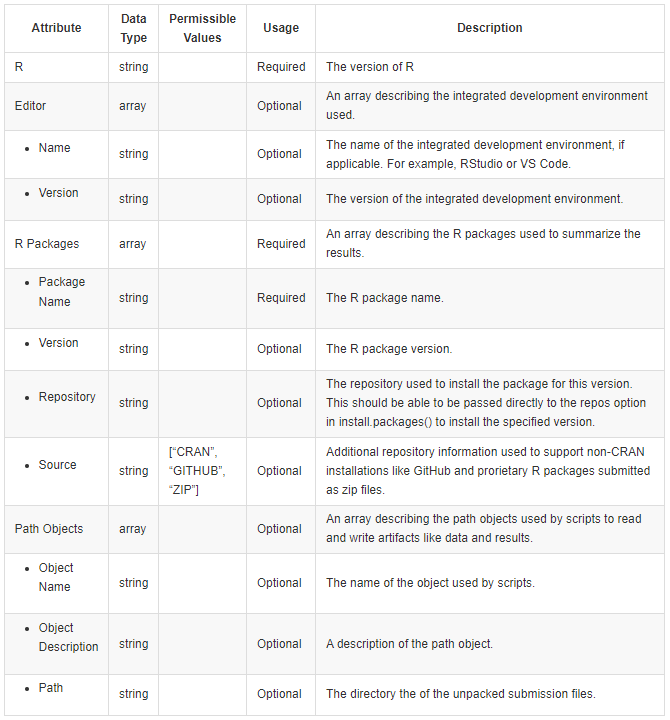 Attribute Data Type Permissible Values Usage Description
R string Required The version of R
Editor array Optional An array describing the integrated development environment
used.
• Name string Optional The name of the integrated development environment, if
applicable. For example, RStudio or VS Code.
• Version string Optional The version of the integrated development environment.
R Packages array Required An array describing the R packages used to summarize the
results.
• Package
Name string Required The R package name.
• Version string Optional The R package version.
• Repository string Optional The repository used to install the package for this version.
This should be able to be passed directly to the repos option
in install.packages() to install the specified version.
• Source string [“CRAN”,
“GITHUB”,
“ZIP”] Optional Additional repository information used to support non-CRAN
installations like GitHub and prorietary R packages submitted
as zip files.
Path Objects array Optional An array describing the path objects used by scripts to read
and write artifacts like data and results.
• Object
Name string Optional The name of the object used by scripts.
• Object
Description string Optional A description of the path object.
• Path string Optional The directory the of the unpacked submission files.